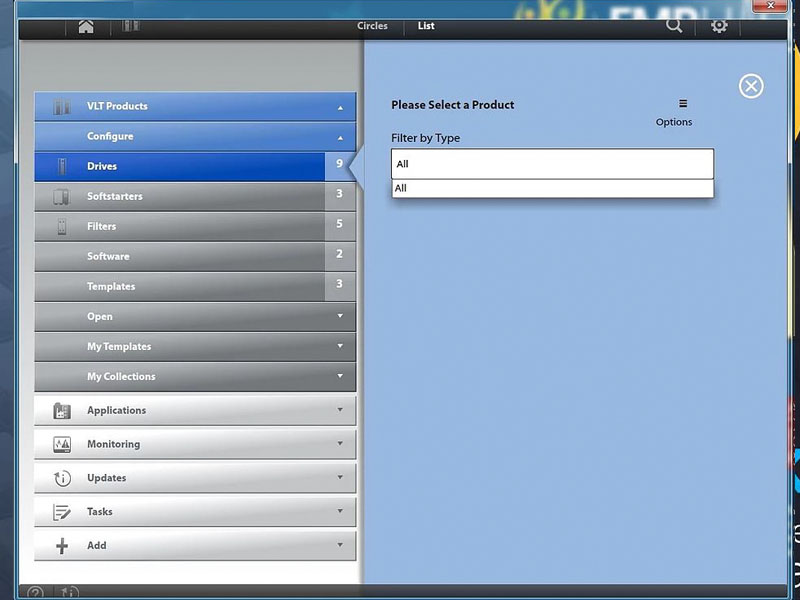 Circles
List
VLT Products
Configure
Drives 9
Softstarters 3
Filters 5
Software 2
Templates 3
Open
My Templates
My Collections
Applications
Monitoring
Updates
Tasks
Add
Please Select a Product
Options
Filter by Type
All
All